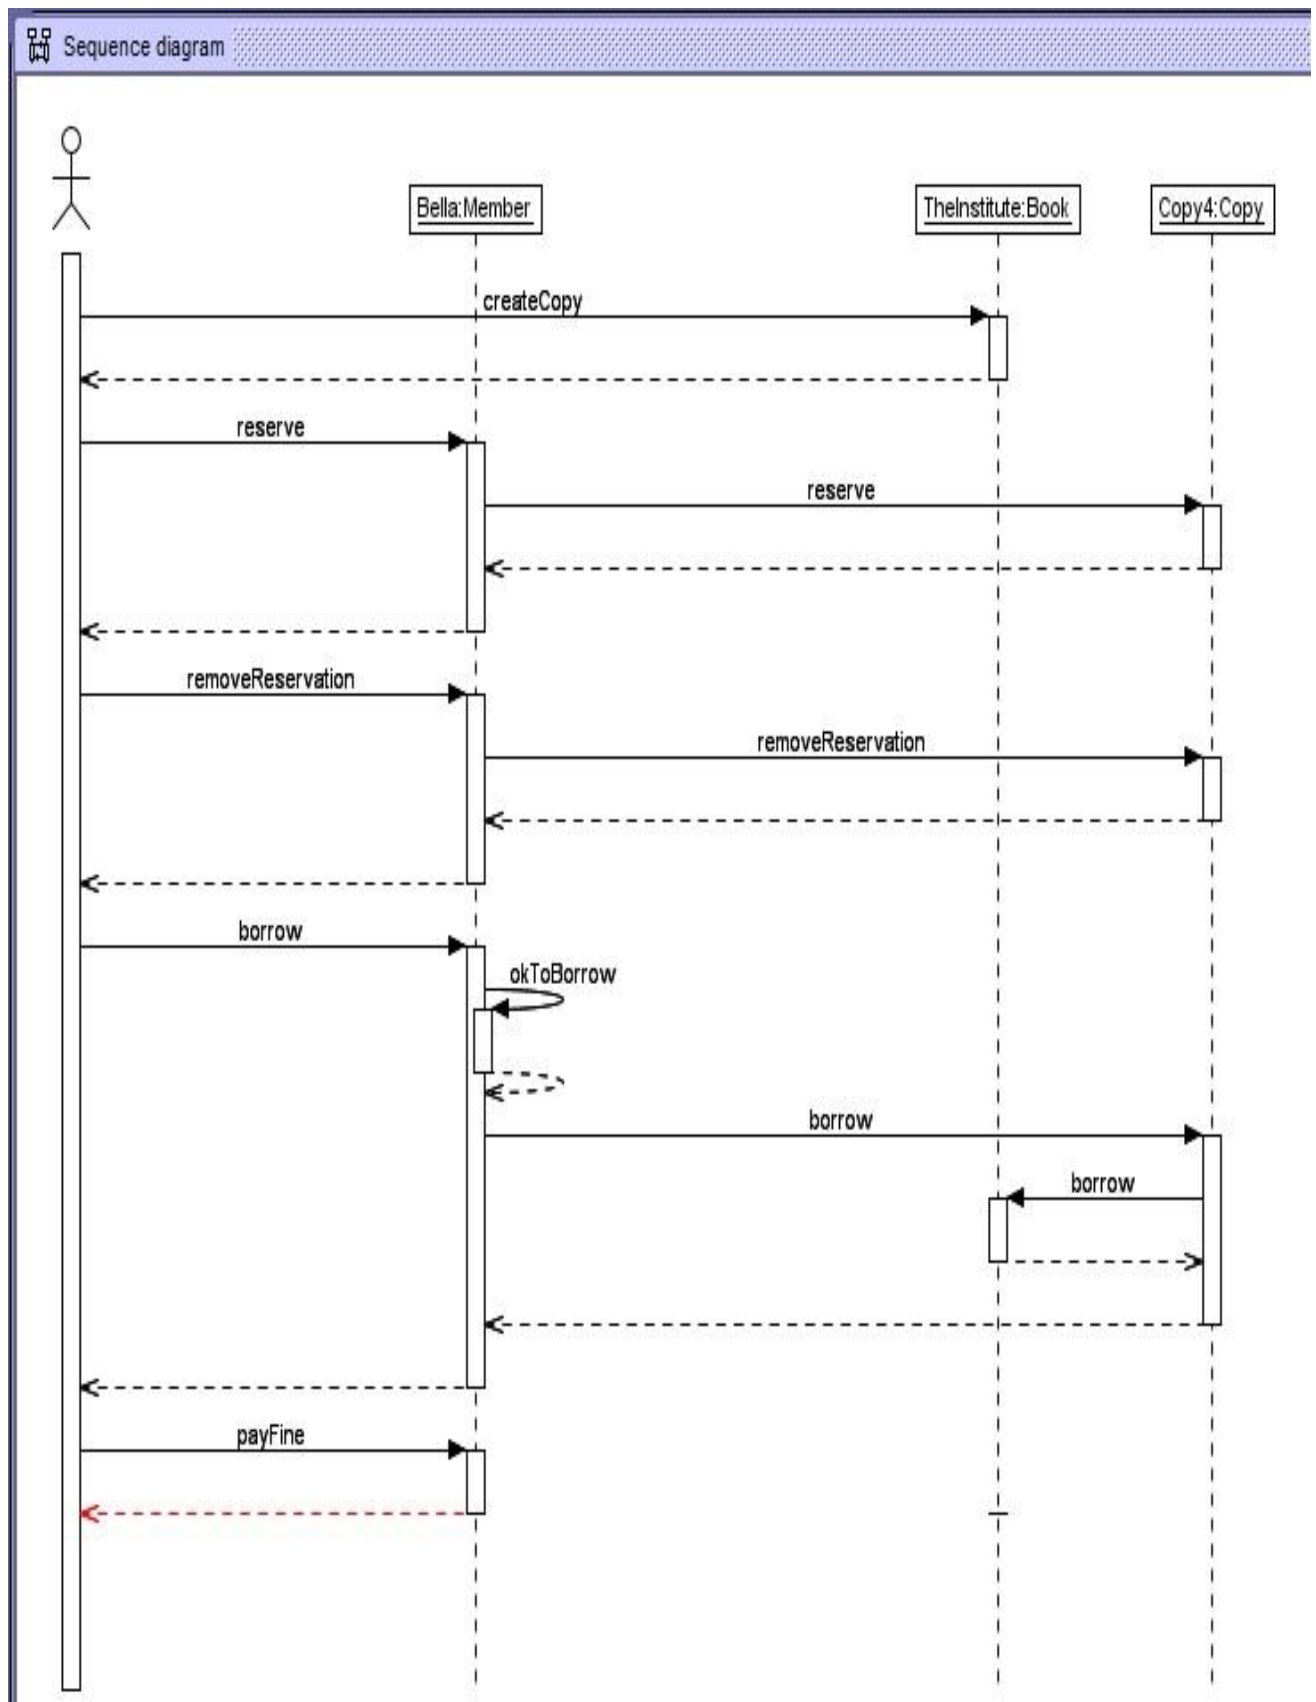 Sequence diagram
Bella:Member
TheInstitute:Book
Copy4:Copy
createCopy
reserve
reserve
removeReservation
removeReservation
borrow
okToBorrow
borrow
borrow
payFine